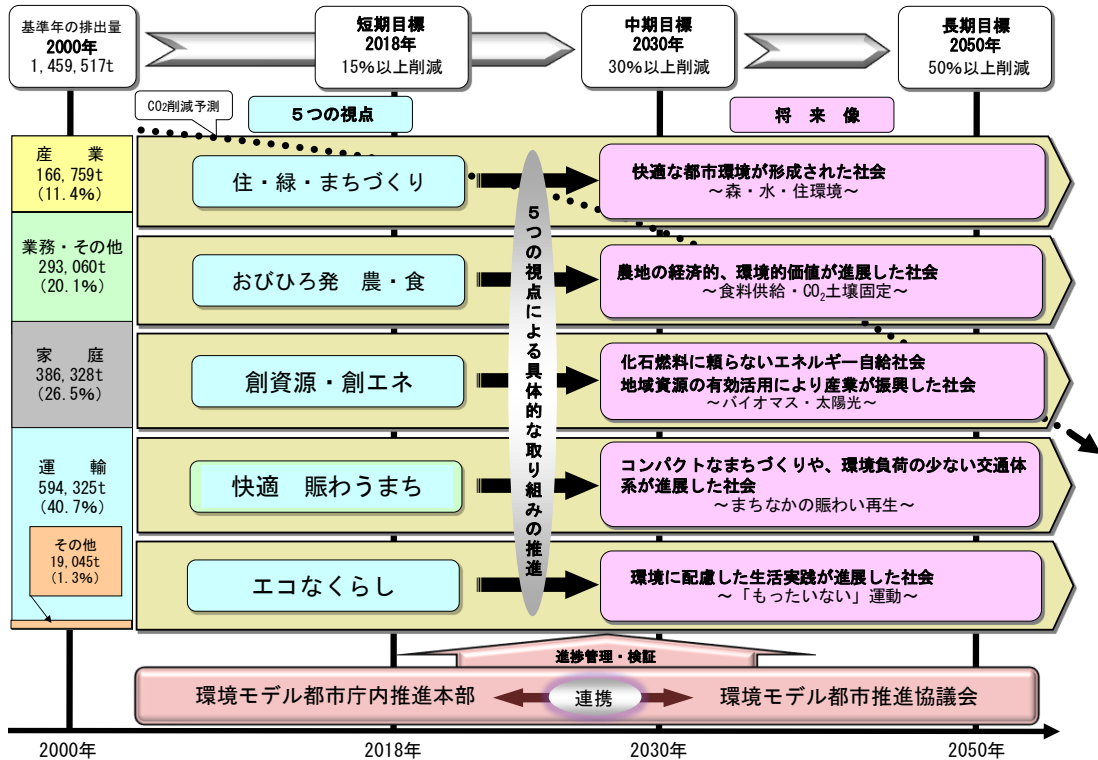 基準年の排出量
2000年
1,459,517t
短期目標
2018年
15%以上削減
中期目標
2030年
30%以上削減
長期目標
2050年
50%以上削減
CO2削減予測
5つの視点
将来像
産業
166,759t
(11.4%)
業務・その他
293,060t
(20.1%)
家庭
386,328t
(26.5%)
運輸
594,325t
(40.7%)
その他
19,045t
(1.3%)
住・緑・まちづくり
おびひろ発 農・食
創資源・創エネ
快適 賑わうまち
エコなくらし
5つの視点による具体的な取り組みの推進
快適な都市環境が形成された社会
～森・水・住環境～
農地の経済的、環境的価値が進展した社会
～食料供給・CO2土壌固定～
化石燃料に頼らないエネルギー自給社会
地域資源の有効活用により産業が振興した社会
～バイオマス・太陽光～
コンパクトなまちづくりや、環境負荷の少ない交通体
系が進展した社会
～まちなかの賑わい再生～
環境に配慮した生活実践が進展した社会
～「もったいない」運動～
進捗管理・検証
環境モデル都市庁内推進本部
連携
環境モデル都市推進協議会
2000年
2018年
2030年
2050年